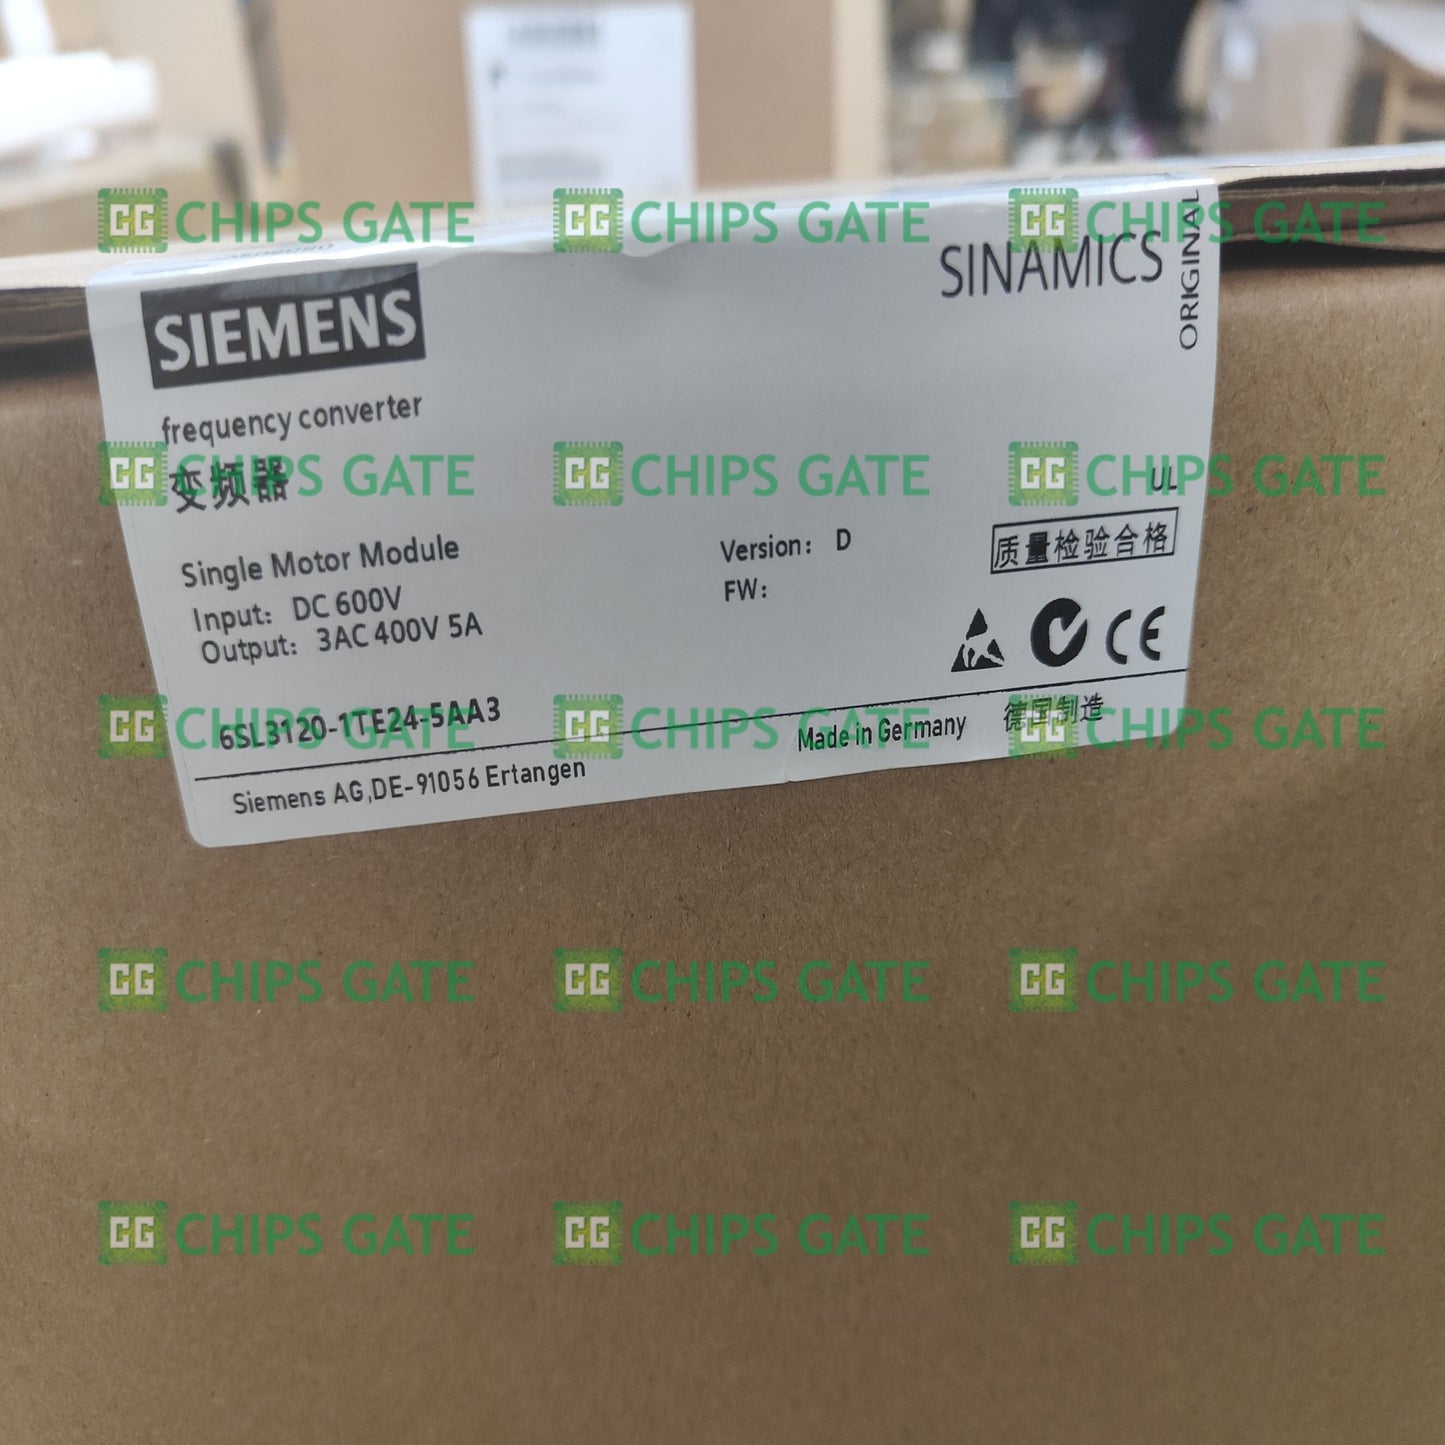 SIEMENS
SINAMICS
ORIGINAL
frequency converter
变频器
UL
Single Motor Module
Input: DC 600V
Output: 3AC 400V 5A
Version: D
FW:
质量检验合格
CE
6SL3120-1TE24-5AA3
Made in Germany 德国制造
Siemens AG,DE-91056 Ertangen
CG CHIPS GATE CG CHIPS GATE CG CHIPS GATE
CG CHIPS GATE CG CHIPS GATE CG CHIPS GATE
CG CHIPS GATE CG CHIPS GATE CG CHIPS GATE
CG CHIPS GATE CG CHIPS GATE CG CHIPS GATE
CG CHIPS GATE CG CHIPS GATE CG CHIPS GATE